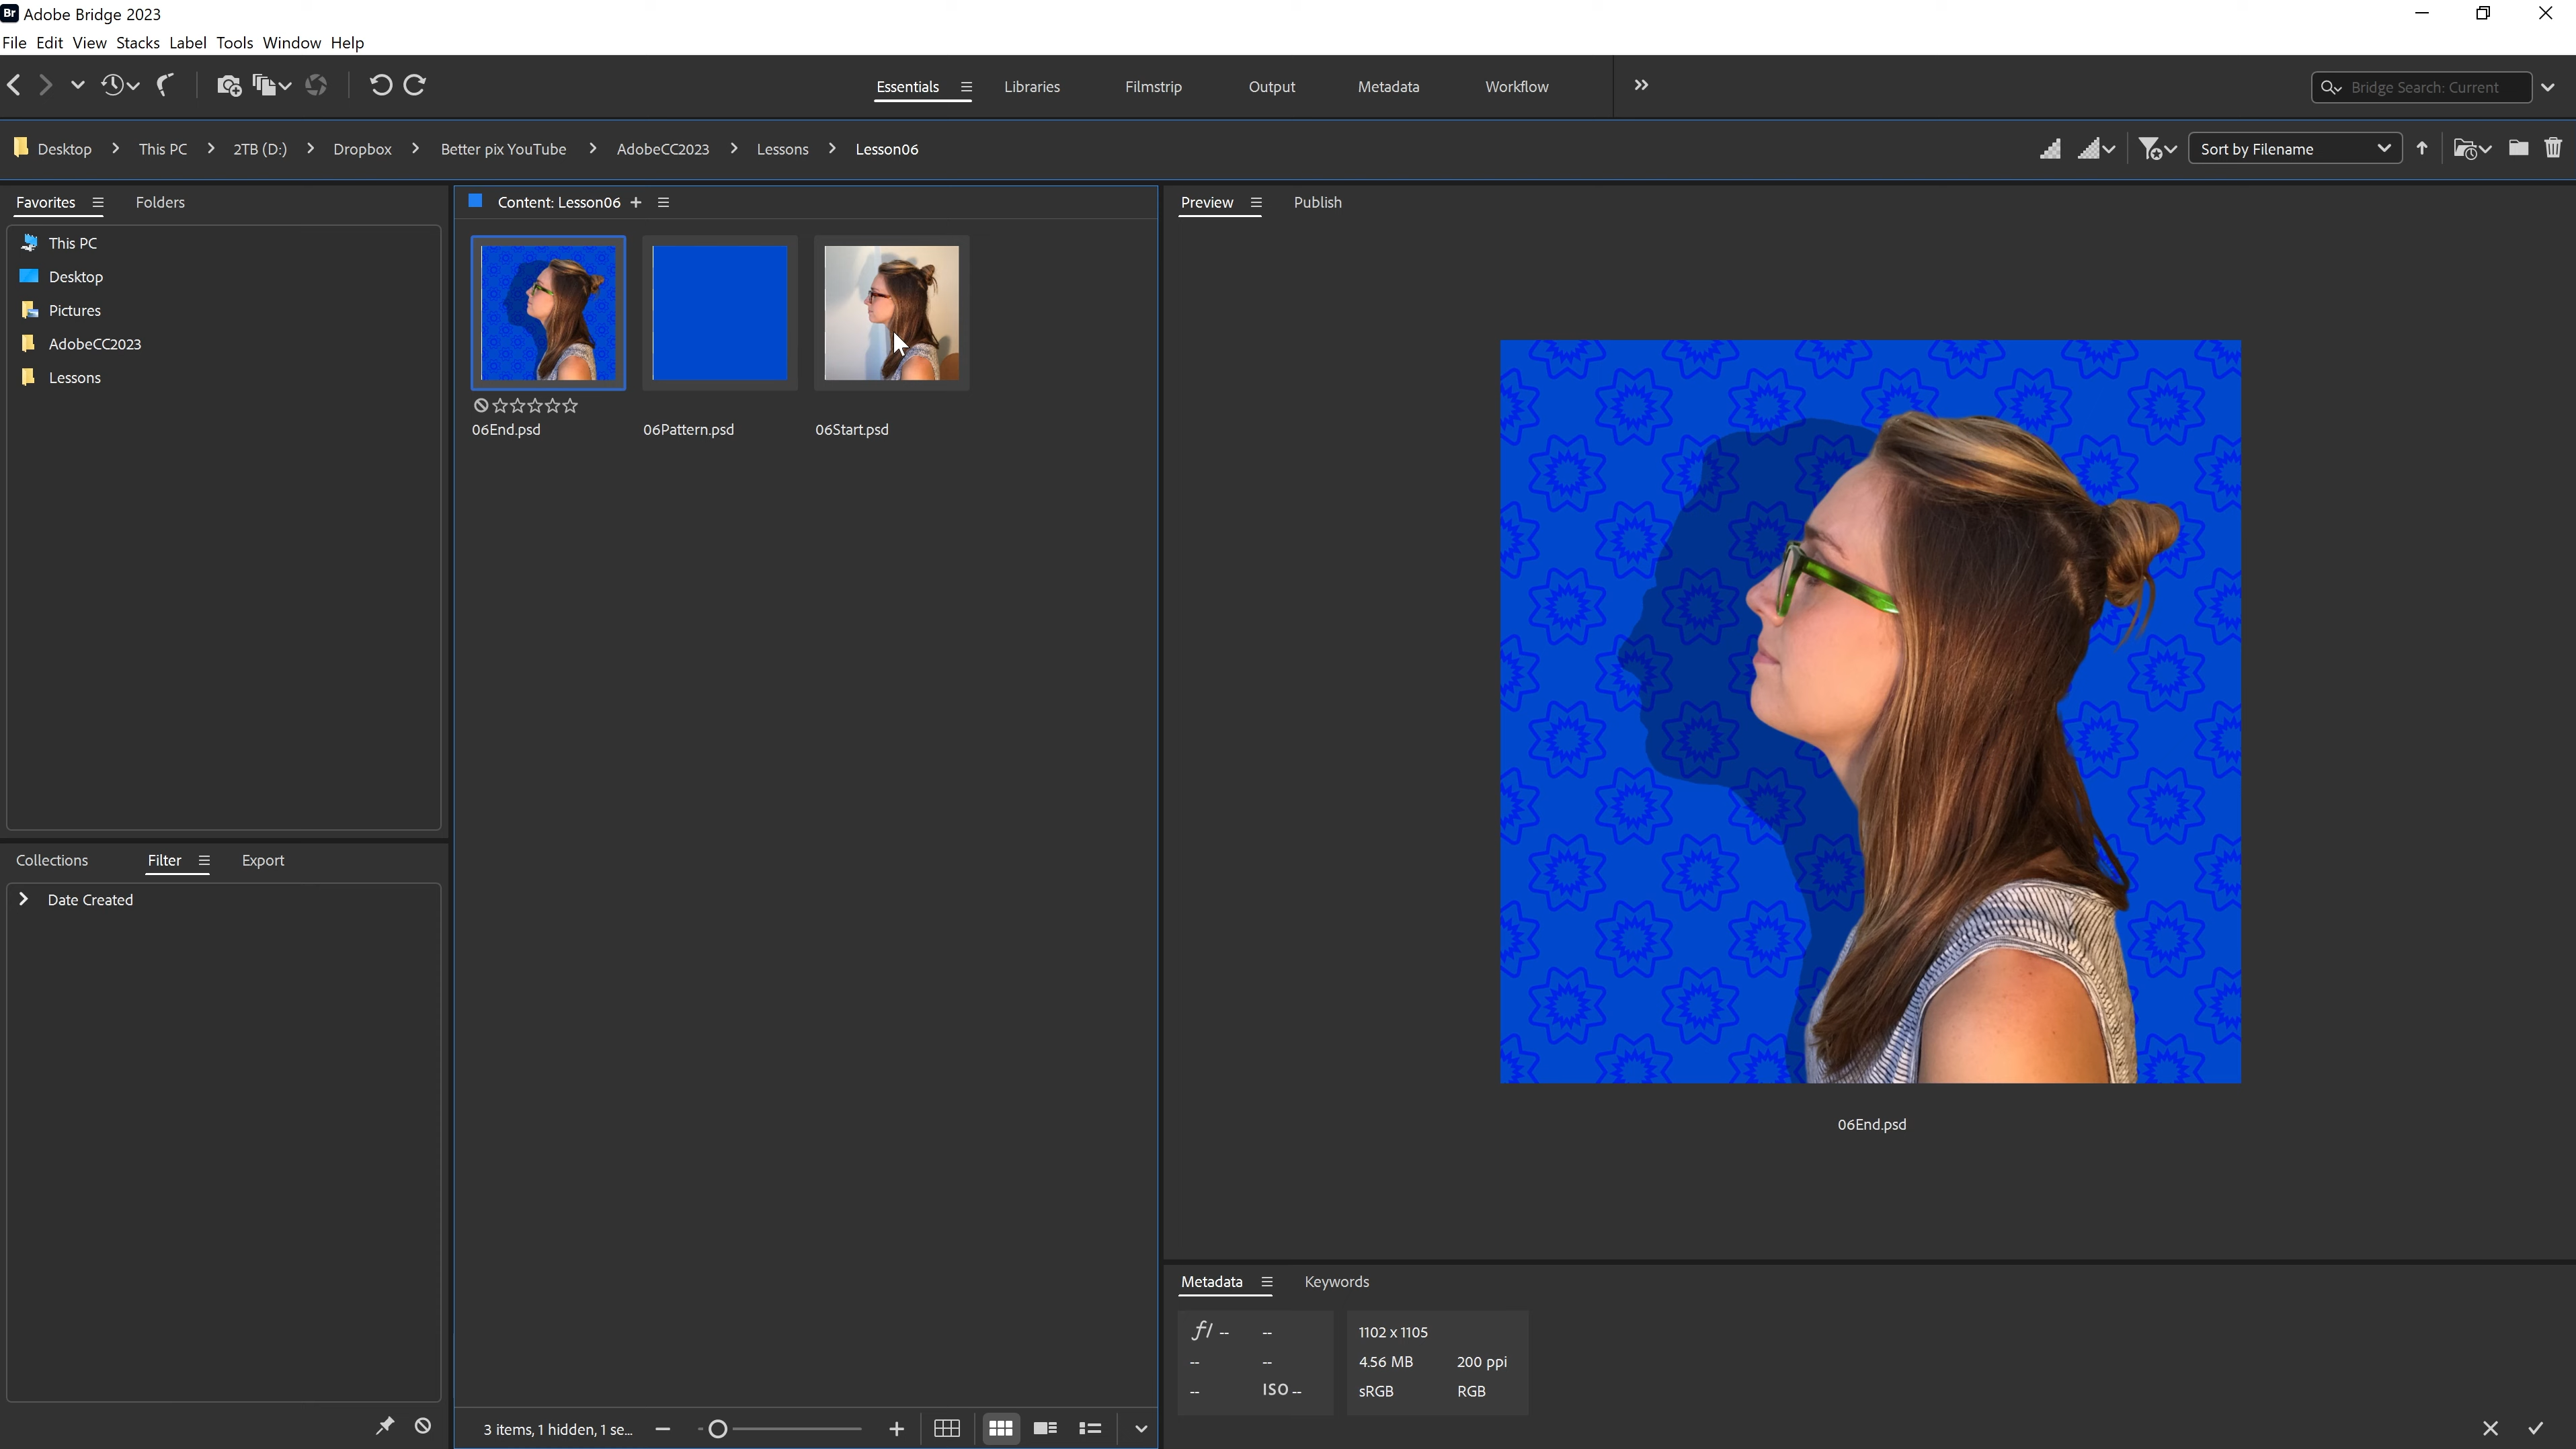 Br Adobe Bridge 2023
File Edit View Stacks Label Tools Window Help
Essentials Libraries Filmstrip Output Metadata Workflow
Bridge Search: Current
Desktop This PC 2TB (D:) Dropbox Better pix YouTube AdobeCC2023 Lessons Lesson06
Sort by Filename
Favorites Folders
This PC
Desktop
Pictures
AdobeCC2023
Lessons
Content: Lesson06
06End.psd 06Pattern.psd 06Start.psd
Preview Publish
06End.psd
Collections Filter Export
Date Created
3 items, 1 hidden, 1 se...
Metadata Keywords
f/ -- --
-- --
-- ISO --
1102 x 1105
4.56 MB 200 ppi
sRGB RGB